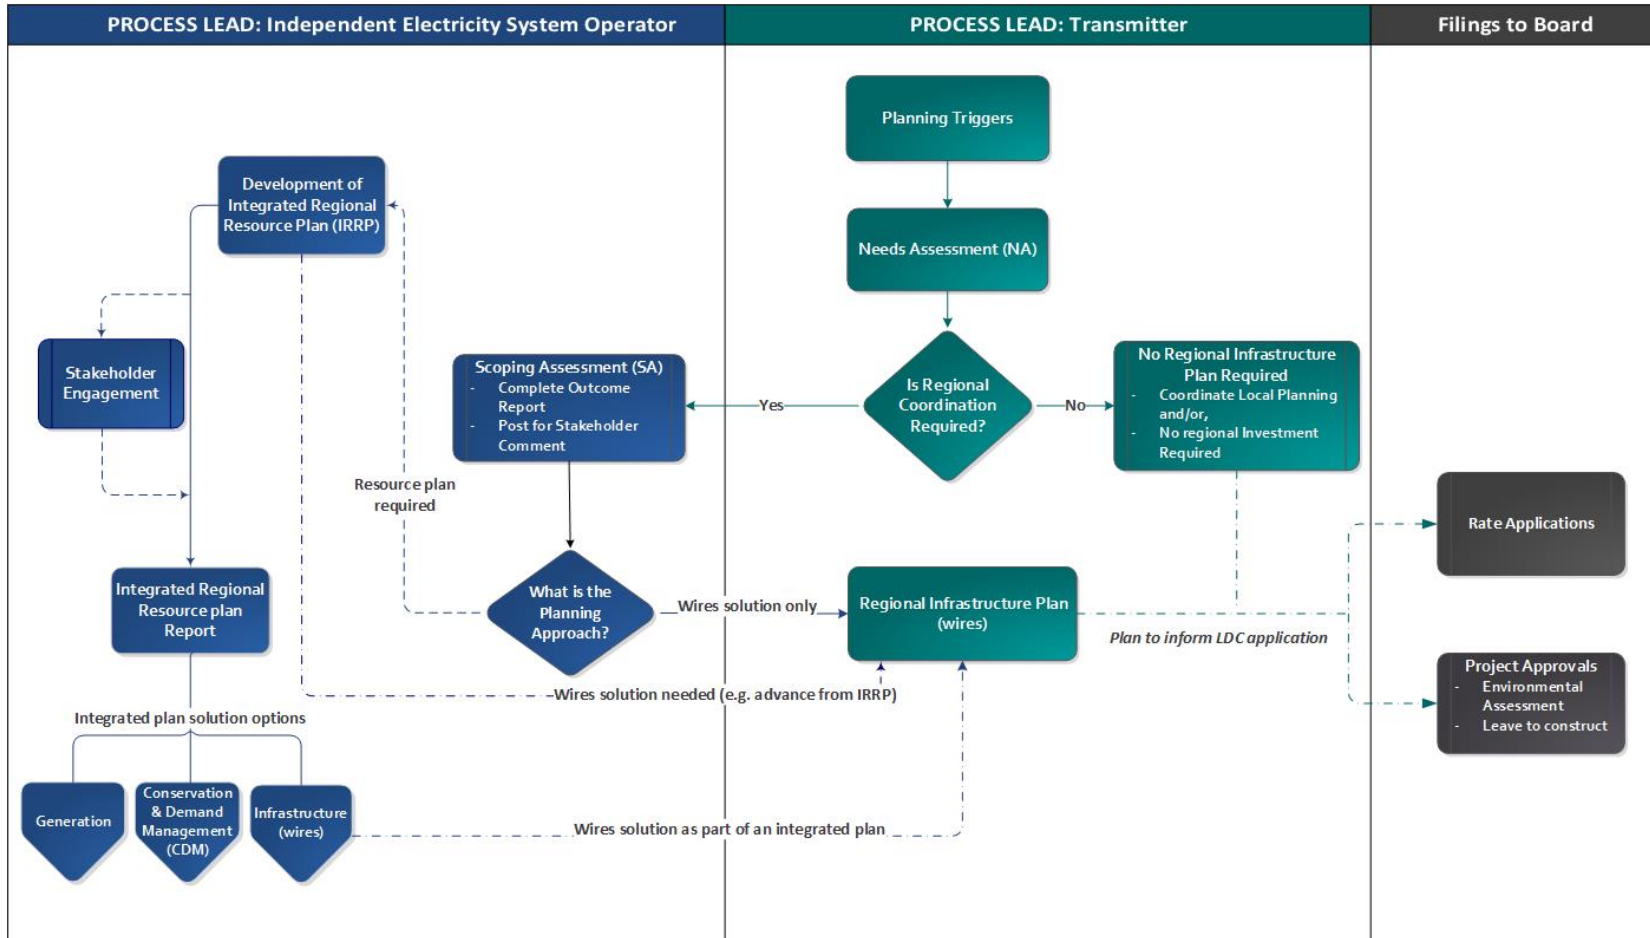 PROCESS LEAD: Independent Electricity System Operator
PROCESS LEAD: Transmitter
Filings to Board
Planning Triggers
Needs Assessment (NA)
Is Regional
Coordination
Required?
Yes
No
No Regional Infrastructure
Plan Required
- Coordinate Local Planning
and/or,
- No regional Investment
Required
Scoping Assessment (SA)
- Complete Outcome
Report
- Post for Stakeholder
Comment
What is the
Planning
Approach?
Resource plan
required
Wires solution only
Development of
Integrated Regional
Resource Plan (IRRP)
Stakeholder
Engagement
Integrated Regional
Resource plan
Report
Integrated plan solution options
Generation
Conservation
& Demand
Management
(CDM)
Infrastructure
(wires)
Wires solution needed (e.g. advance from IRRP)
Wires solution as part of an integrated plan
Regional Infrastructure Plan
(wires)
Plan to inform LDC application
Rate Applications
Project Approvals
- Environmental
Assessment
- Leave to construct